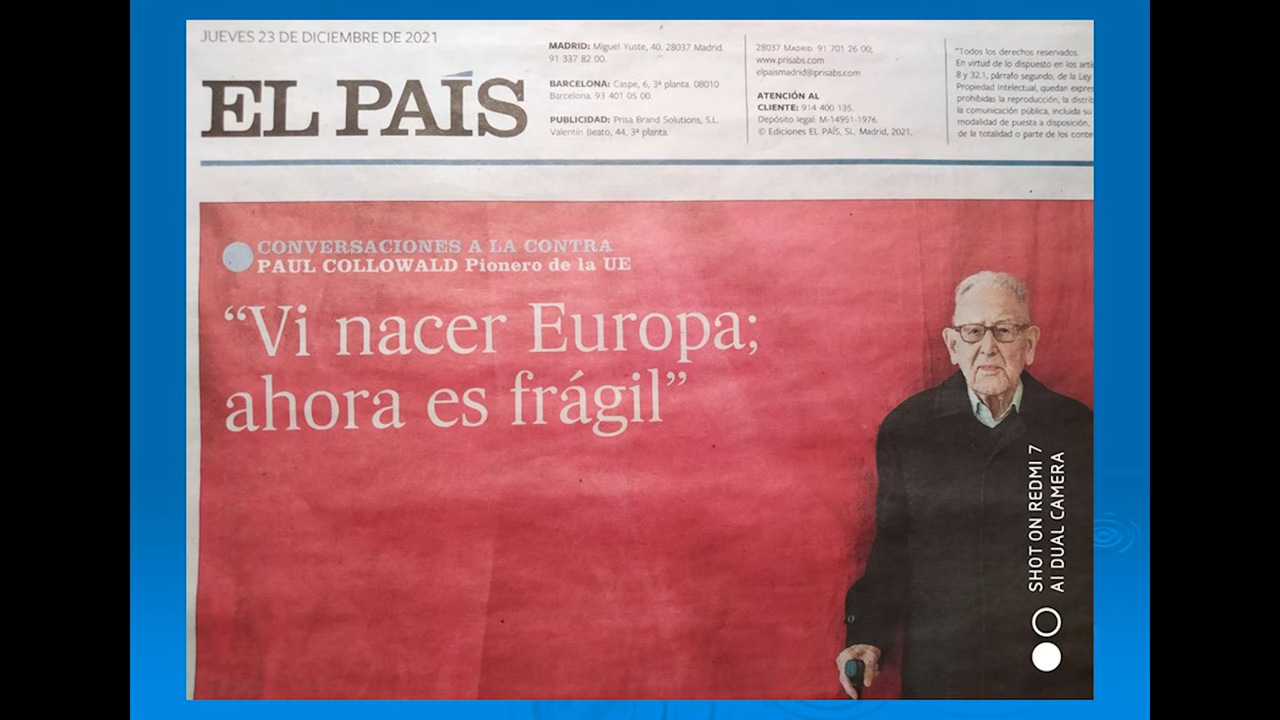 JUEVES 23 DE DICIEMBRE DE 2021
EL PAÍS
MADRID: Miguel Yuste, 40. 28037 Madrid.
91 337 82 00.
BARCELONA: Caspe, 6, 3ª planta. 08010
Barcelona. 93 401 05 00.
PUBLICIDAD: Prisa Brand Solutions, S.L.
Valentín Beato, 44, 3ª planta.
28037 MADRID. 91 701 26 00;
www.prisabs.com
elpaismadrid@prisabs.com
ATENCIÓN AL
CLIENTE: 914 400 135.
Depósito legal: M-14951-1976.
© Ediciones EL PAÍS, SL. Madrid, 2021.
"Todos los derechos reservados.
En virtud de lo dispuesto en los artí
8 y 32.1, párrafo segundo, de la Ley
Propiedad Intelectual, quedan expre
prohibidas la reproducción, la distrib
la comunicación pública, incluida su
modalidad de puesta a disposición,
de la totalidad o parte de los conte
CONVERSACIONES A LA CONTRA
PAUL COLLOWALD Pionero de la UE
“Vi nacer Europa;
ahora es frágil”
SHOT ON REDMI 7
AI DUAL CAMERA